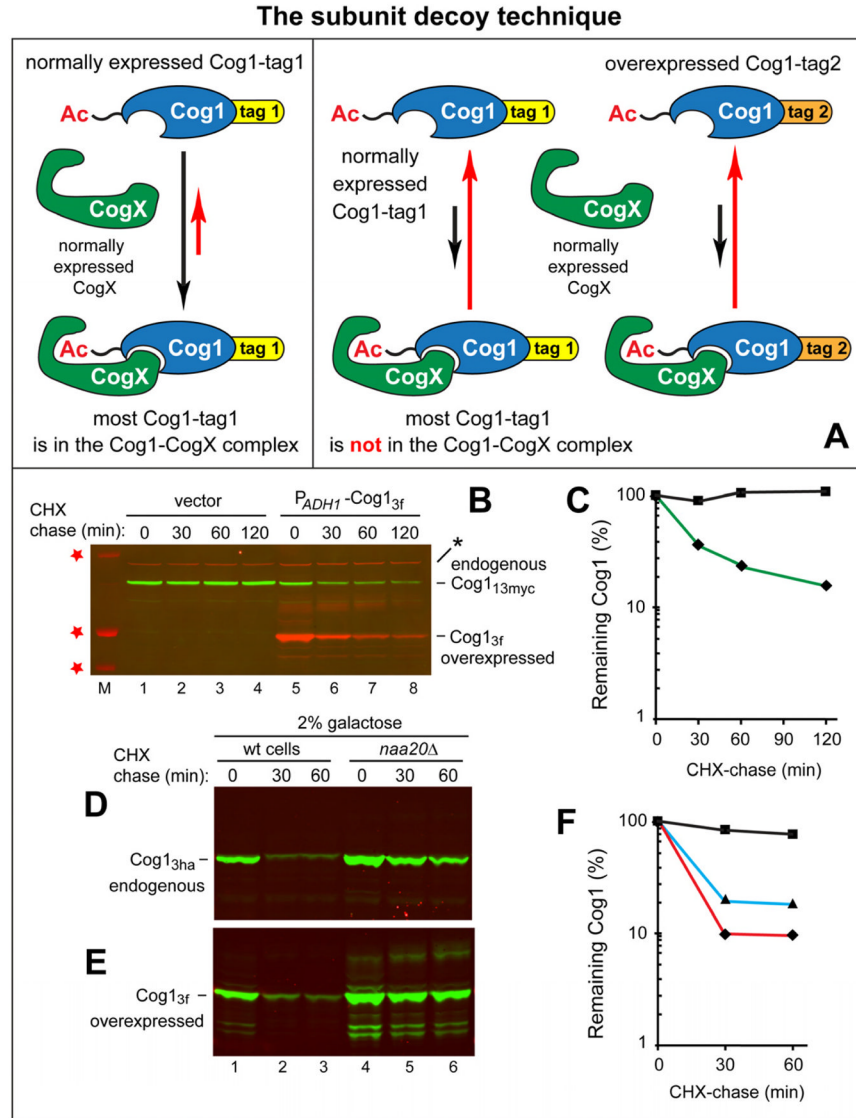 The subunit decoy technique
normally expressed Cog1-tag1
Ac
Cog1
tag 1
CogX
normally
expressed
CogX
Ac
Cog1
tag 1
CogX
most Cog1-tag1
is in the Cog1-CogX complex
overexpressed Cog1-tag2
Ac
Cog1
tag 1
normally
expressed
Cog1-tag1
CogX
normally
expressed
CogX
Ac
Cog1
tag 2
Ac
Cog1
tag 1
CogX
Ac
Cog1
tag 2
CogX
most Cog1-tag1
is not in the Cog1-CogX complex
A
B
CHX
chase (min):
vector
P_ADH1-Cog1_3f
0 30 60 120 0 30 60 120
*
endogenous
Cog1_13myc
Cog1_3f
overexpressed
M 1 2 3 4 5 6 7 8
C
Remaining Cog1 (%)
100
10
1
0 30 60 90 120
CHX-chase (min)
2% galactose
CHX
chase (min):
wt cells
naa20Δ
0 30 60 0 30 60
D
Cog1_3ha
endogenous
E
Cog1_3f
overexpressed
1 2 3 4 5 6
F
Remaining Cog1 (%)
100
10
1
0 30 60
CHX-chase (min)